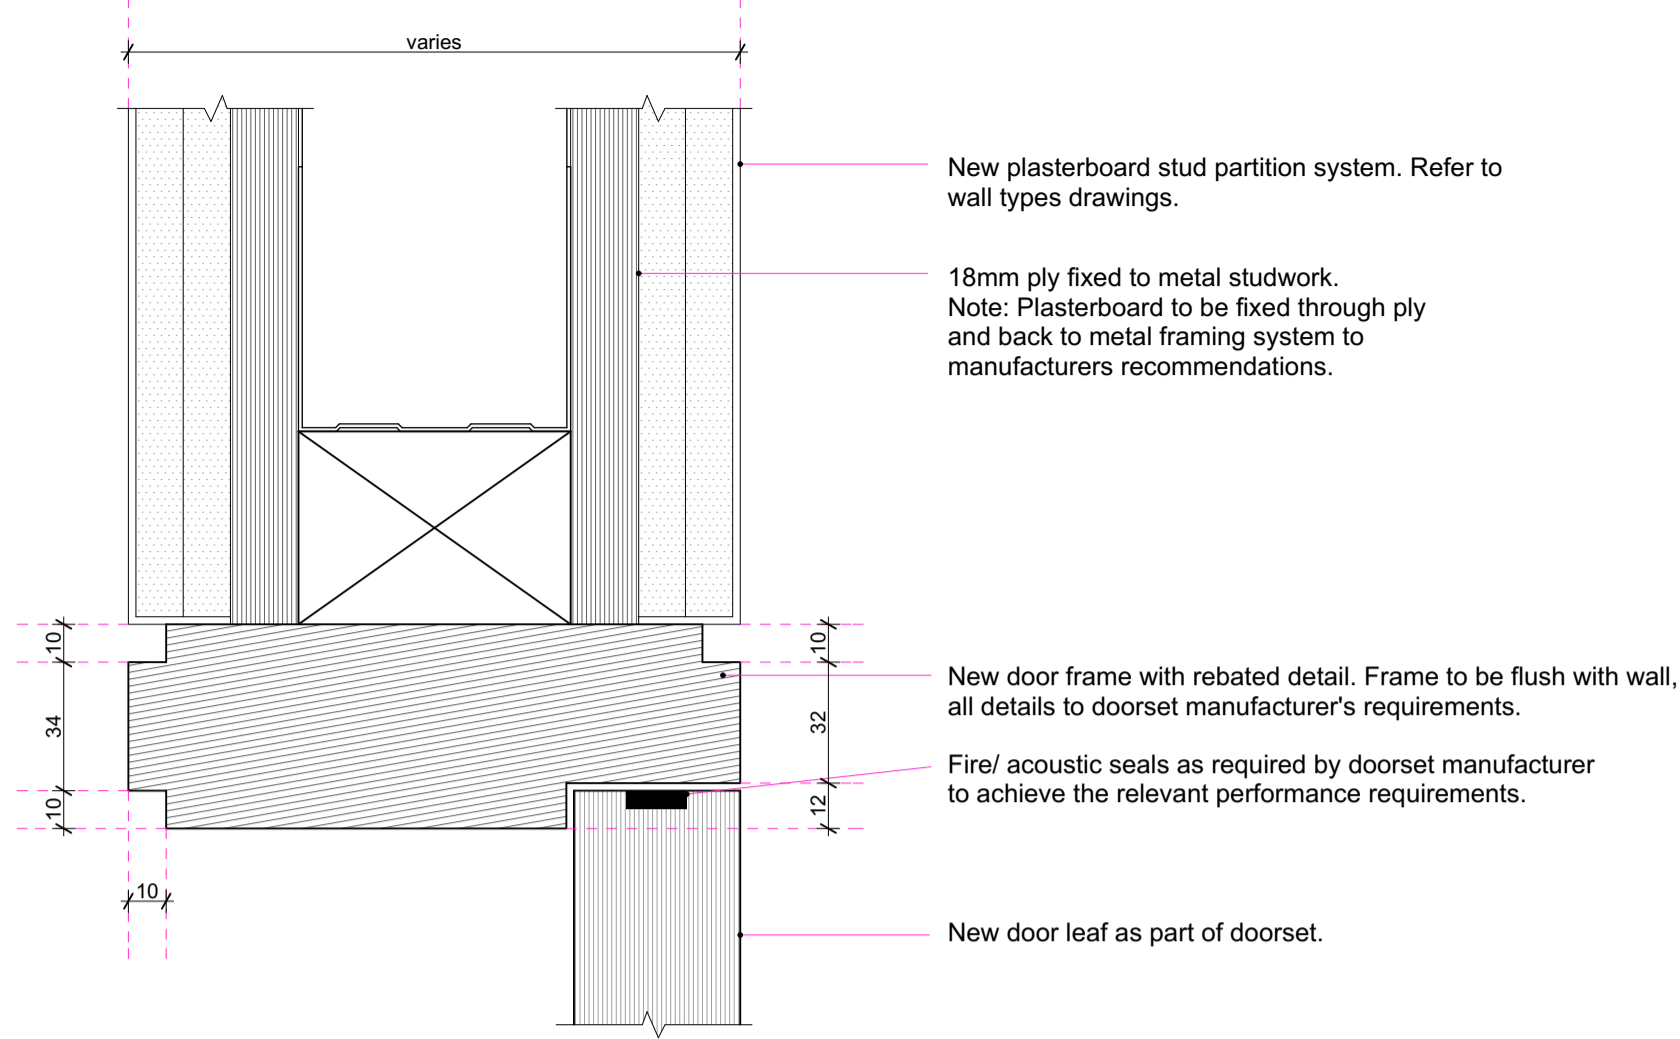 varies
New plasterboard stud partition system. Refer to
wall types drawings.
18mm ply fixed to metal studwork.
Note: Plasterboard to be fixed through ply
and back to metal framing system to
manufacturers recommendations.
10
10
New door frame with rebated detail. Frame to be flush with wall,
all details to doorset manufacturer's requirements.
34
32
Fire/ acoustic seals as required by doorset manufacturer
to achieve the relevant performance requirements.
10
12
10
New door leaf as part of doorset.